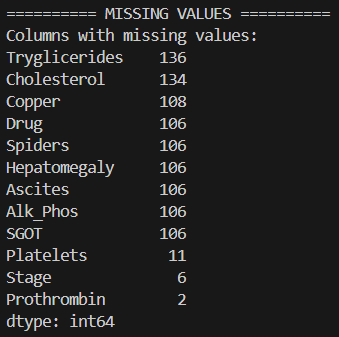 ========== MISSING VALUES ==========
Columns with missing values:
Tryglicerides    136
Cholesterol      134
Copper           108
Drug             106
Spiders          106
Hepatomegaly     106
Ascites          106
Alk_Phos         106
SGOT             106
Platelets         11
Stage              6
Prothrombin        2
dtype: int64